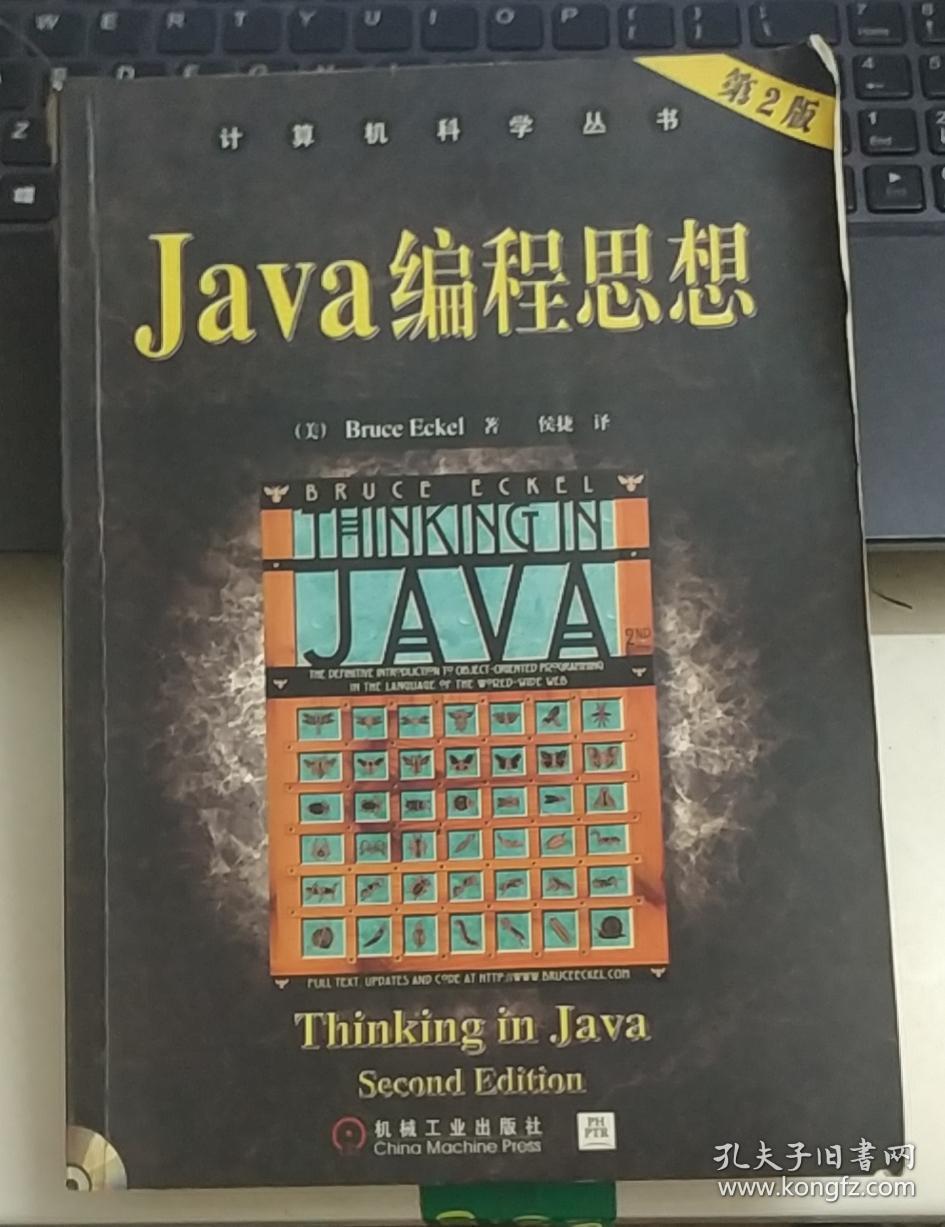 W E R T Y U I O P
第2版
计算机科学丛书
Java编程思想
(美) Bruce Eckel 著 侯捷 译
BRUCE ECKEL
THINKING IN
JAVA
2ND
THE DEFINITIVE INTRODUCTION TO OBJECT-ORIENTED PROGRAMMING
IN THE LANGUAGE OF THE WORLD-WIDE WEB
FULL TEXT, UPDATES AND CODE AT HTTP://WWW.BRUCEECKEL.COM
Thinking in Java
Second Edition
机械工业出版社
China Machine Press
PH
PTR
孔夫子旧书网
www.kongfz.com
Z
7
4
1
End